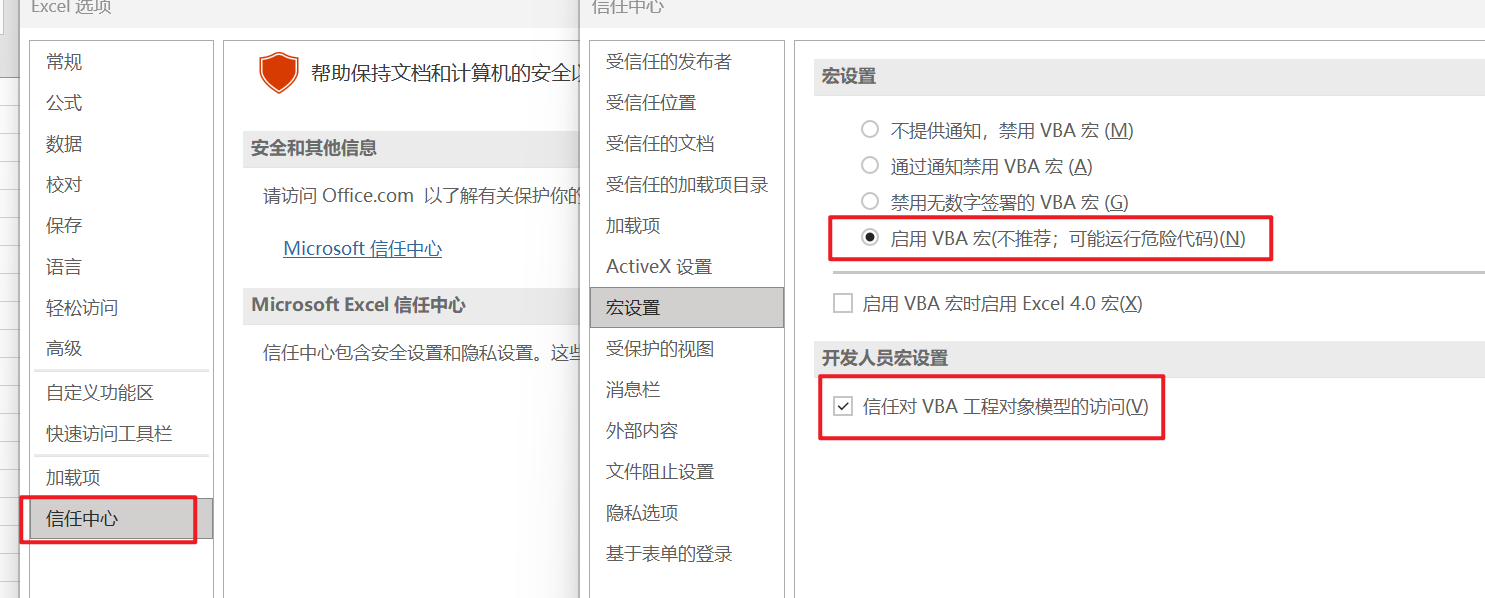 Excel 选项
常规
公式
数据
校对
保存
语言
轻松访问
高级
自定义功能区
快速访问工具栏
加载项
信任中心
帮助保持文档和计算机的安全
安全和其他信息
请访问 Office.com 以了解有关保护你的
Microsoft 信任中心
Microsoft Excel 信任中心
信任中心包含安全设置和隐私设置。这些
信任中心
受信任的发布者
受信任位置
受信任的文档
受信任的加载项目录
加载项
ActiveX 设置
宏设置
受保护的视图
消息栏
外部内容
文件阻止设置
隐私选项
基于表单的登录
宏设置
不提供通知，禁用 VBA 宏 (M)
通过通知禁用 VBA 宏 (A)
禁用无数字签署的 VBA 宏 (G)
启用 VBA 宏(不推荐；可能运行危险代码)(N)
启用 VBA 宏时启用 Excel 4.0 宏(X)
开发人员宏设置
信任对 VBA 工程对象模型的访问(V)